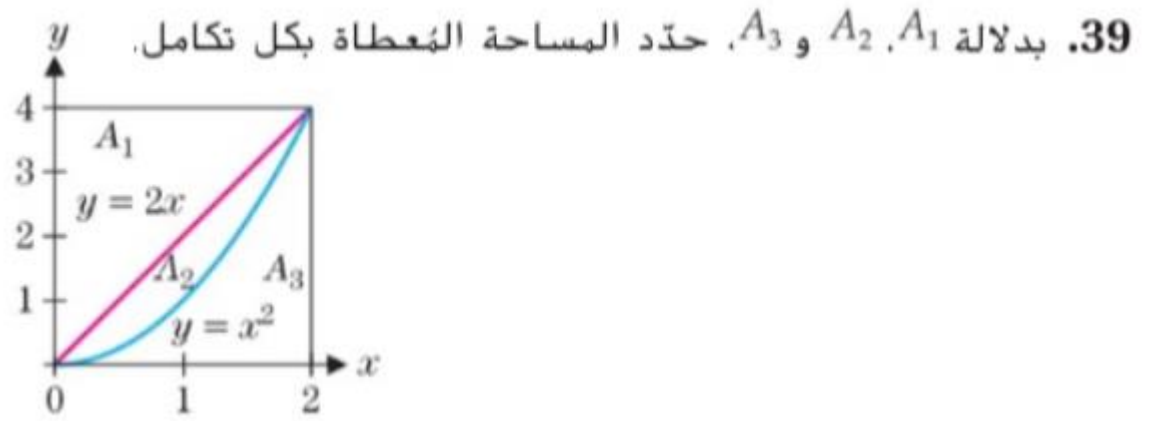 39. بدلالة A₁، A₂ و A₃، حدّد المساحة المُعطاة بكل تكامل.
y
4
A₁
3
y = 2x
2
A₂ A₃
1
y = x²
x
0 1 2